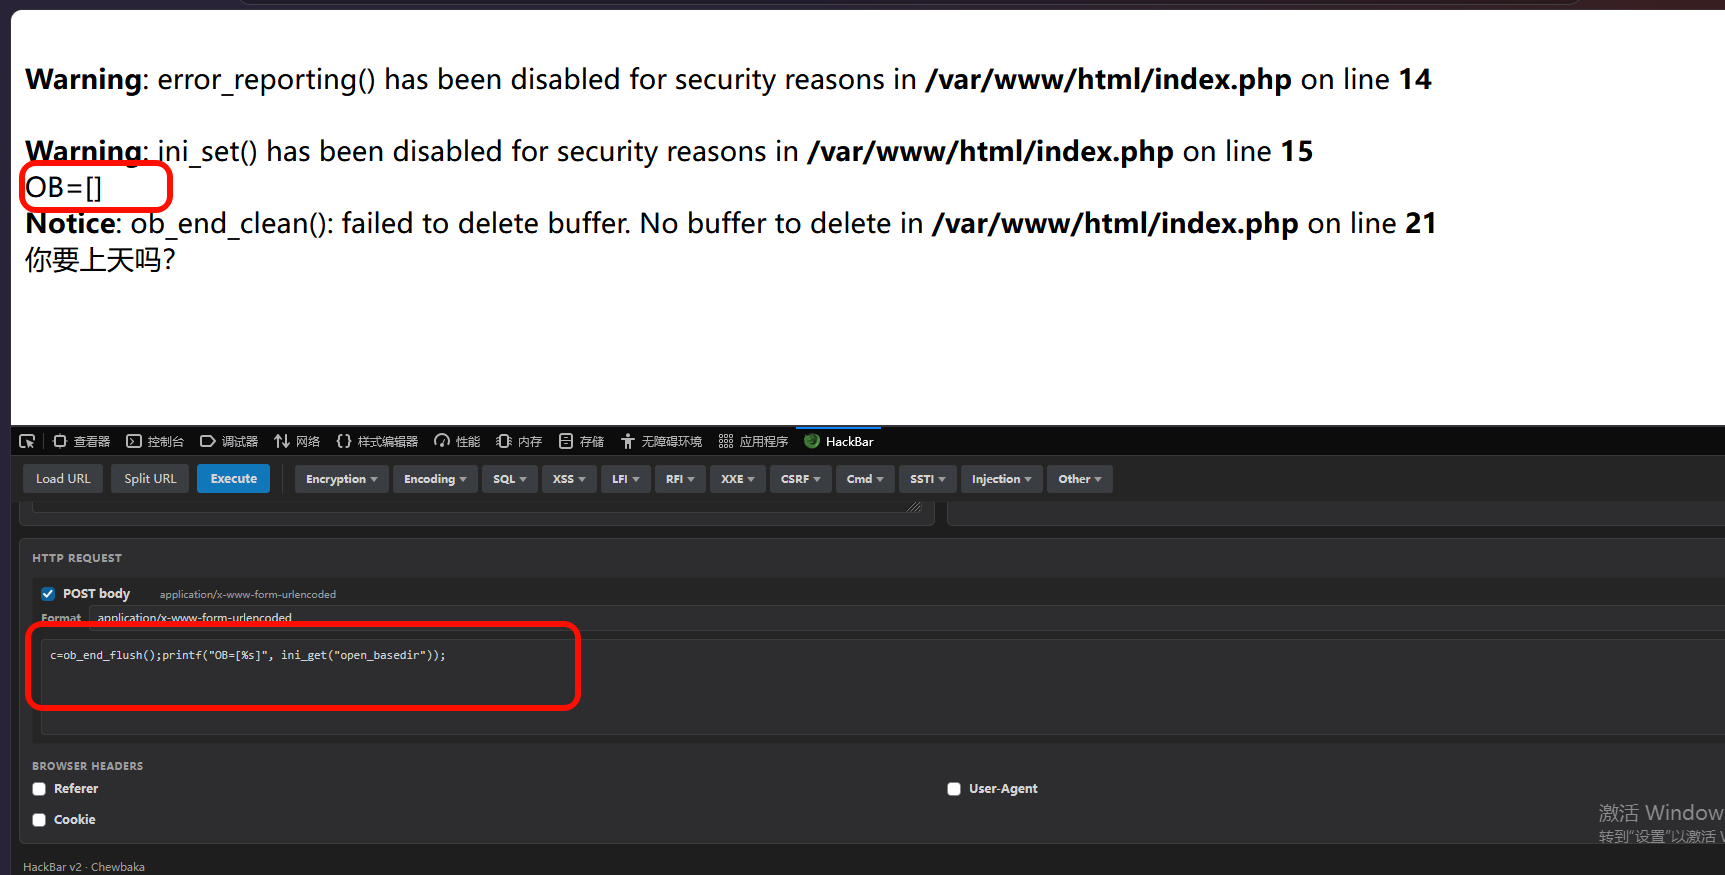 Warning: error_reporting() has been disabled for security reasons in /var/www/html/index.php on line 14
Warning: ini_set() has been disabled for security reasons in /var/www/html/index.php on line 15
OB=[]
Notice: ob_end_clean(): failed to delete buffer. No buffer to delete in /var/www/html/index.php on line 21
你要上天吗?
查看器 控制台 调试器 网络 样式编辑器 性能 内存 存储 无障碍环境 应用程序 HackBar
Load URL Split URL Execute Encryption Encoding SQL XSS LFI RFI XXE CSRF Cmd SSTI Injection Other
HTTP REQUEST
POST body application/x-www-form-urlencoded
Format application/x-www-form-urlencoded
c=ob_end_flush();printf("OB=[%s]", ini_get("open_basedir"));
BROWSER HEADERS
Referer User-Agent
Cookie
激活 Window
转到"设置"以激活
HackBar v2 · Chewbaka